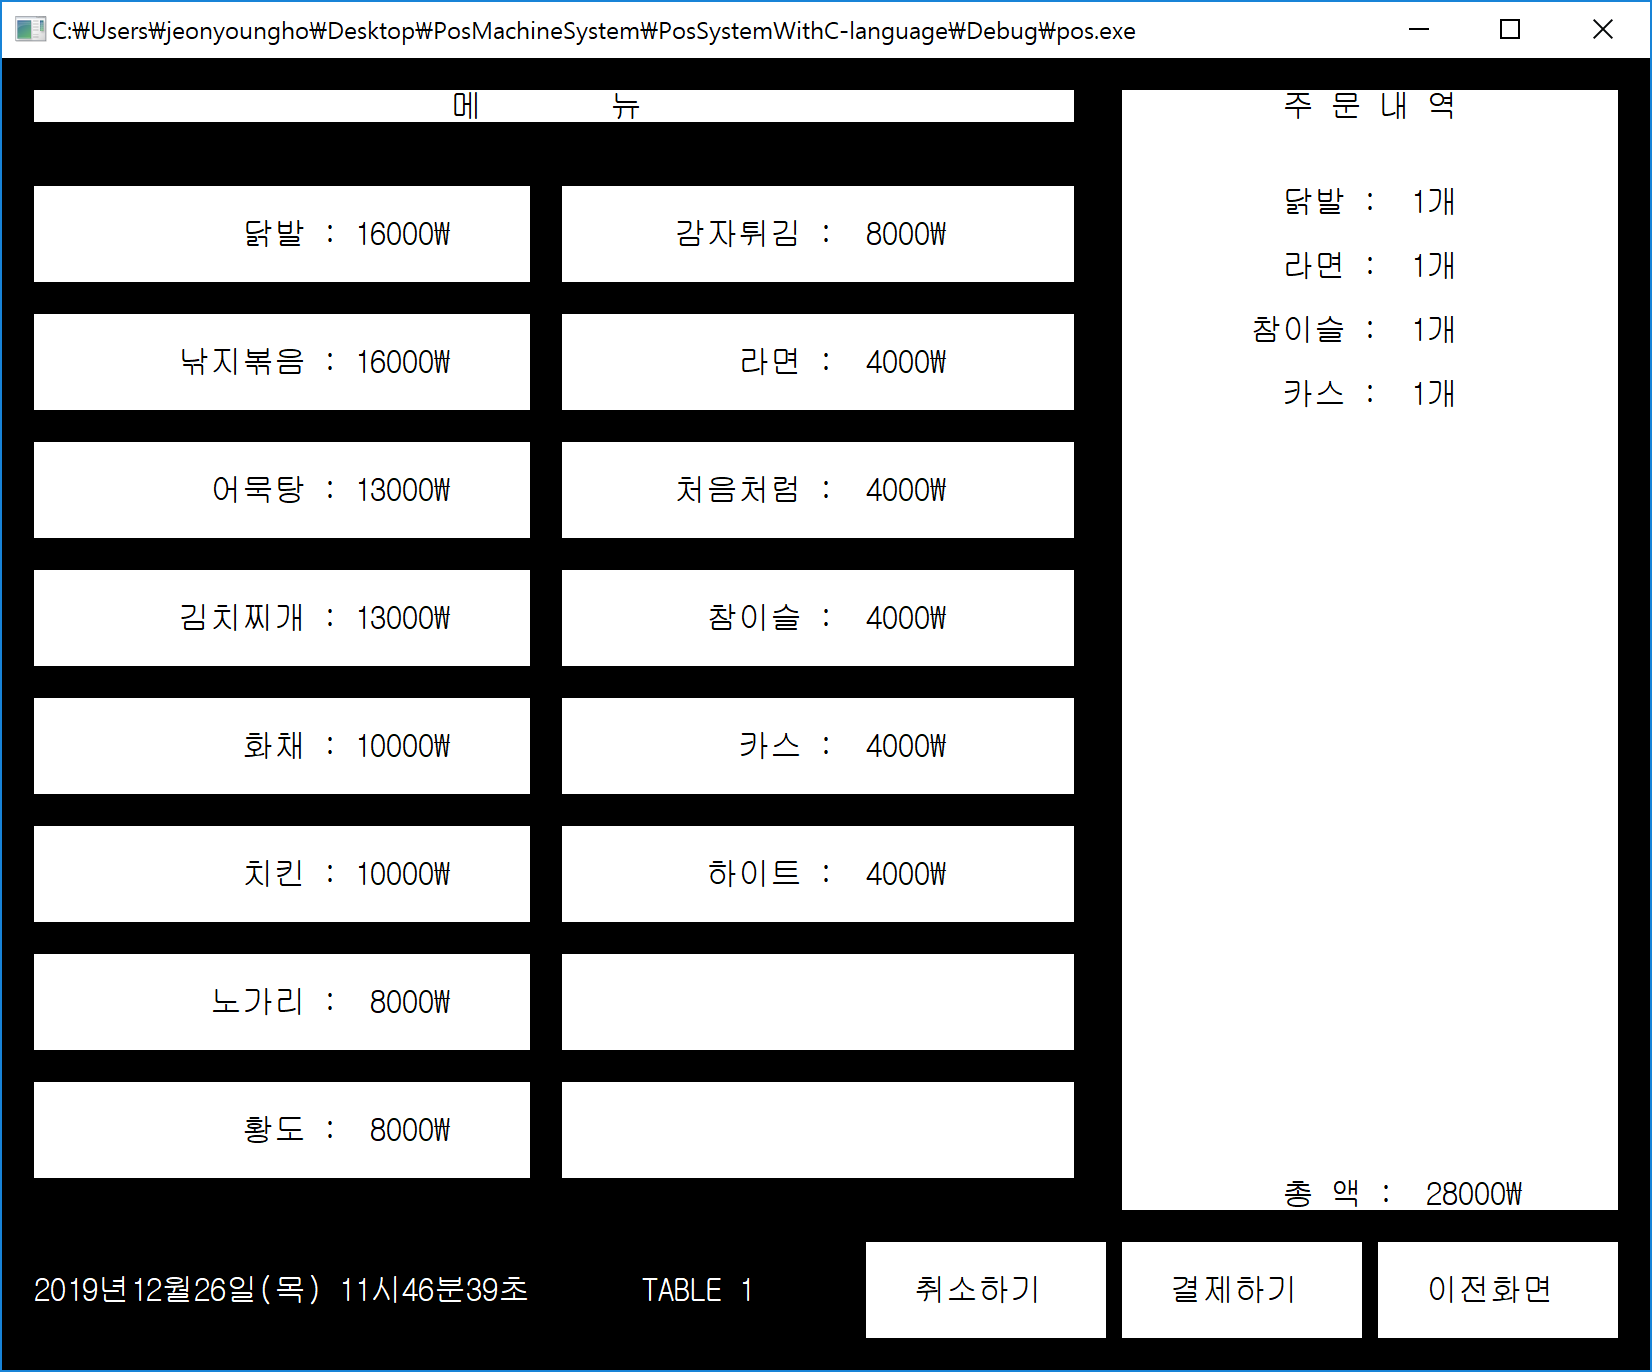 C:₩Users₩jeonyoungho₩Desktop₩PosMachineSystem₩PosSystemWithC-language₩Debug₩pos.exe
메 뉴
닭발 : 16000₩
감자튀김 : 8000₩
낚지볶음 : 16000₩
라면 : 4000₩
어묵탕 : 13000₩
처음처럼 : 4000₩
김치찌개 : 13000₩
참이슬 : 4000₩
화채 : 10000₩
카스 : 4000₩
치킨 : 10000₩
하이트 : 4000₩
노가리 : 8000₩
황도 : 8000₩
주 문 내 역
닭발 : 1개
라면 : 1개
참이슬 : 1개
카스 : 1개
총 액 : 28000₩
2019년12월26일(목) 11시46분39초 TABLE 1
취소하기 결제하기 이전화면